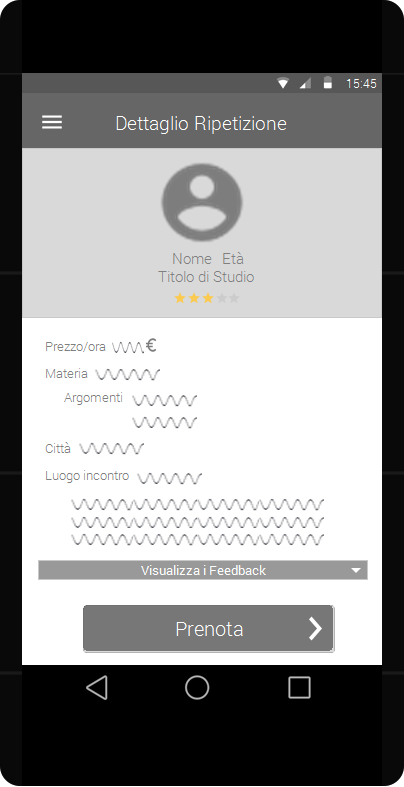 15:45
Dettaglio Ripetizione
Nome Età
Titolo di Studio
Prezzo/ora €
Materia
Argomenti
Città
Luogo incontro
Visualizza i Feedback
Prenota